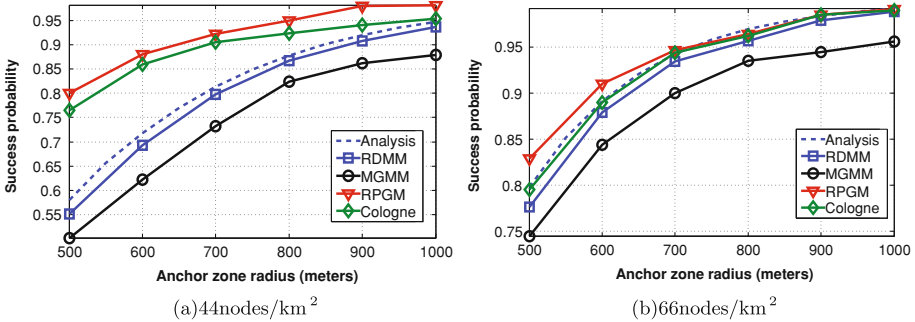 Success probability
0.95
0.9
0.85
0.8
0.75
0.7
0.65
0.6
0.55
500 600 700 800 900 1000
Anchor zone radius (meters)
Analysis
RDMM
MGMM
RPGM
Cologne
(a)44nodes/km²
Success probability
0.95
0.9
0.85
0.8
0.75
500 600 700 800 900 1000
Anchor zone radius (meters)
Analysis
RDMM
MGMM
RPGM
Cologne
(b)66nodes/km²